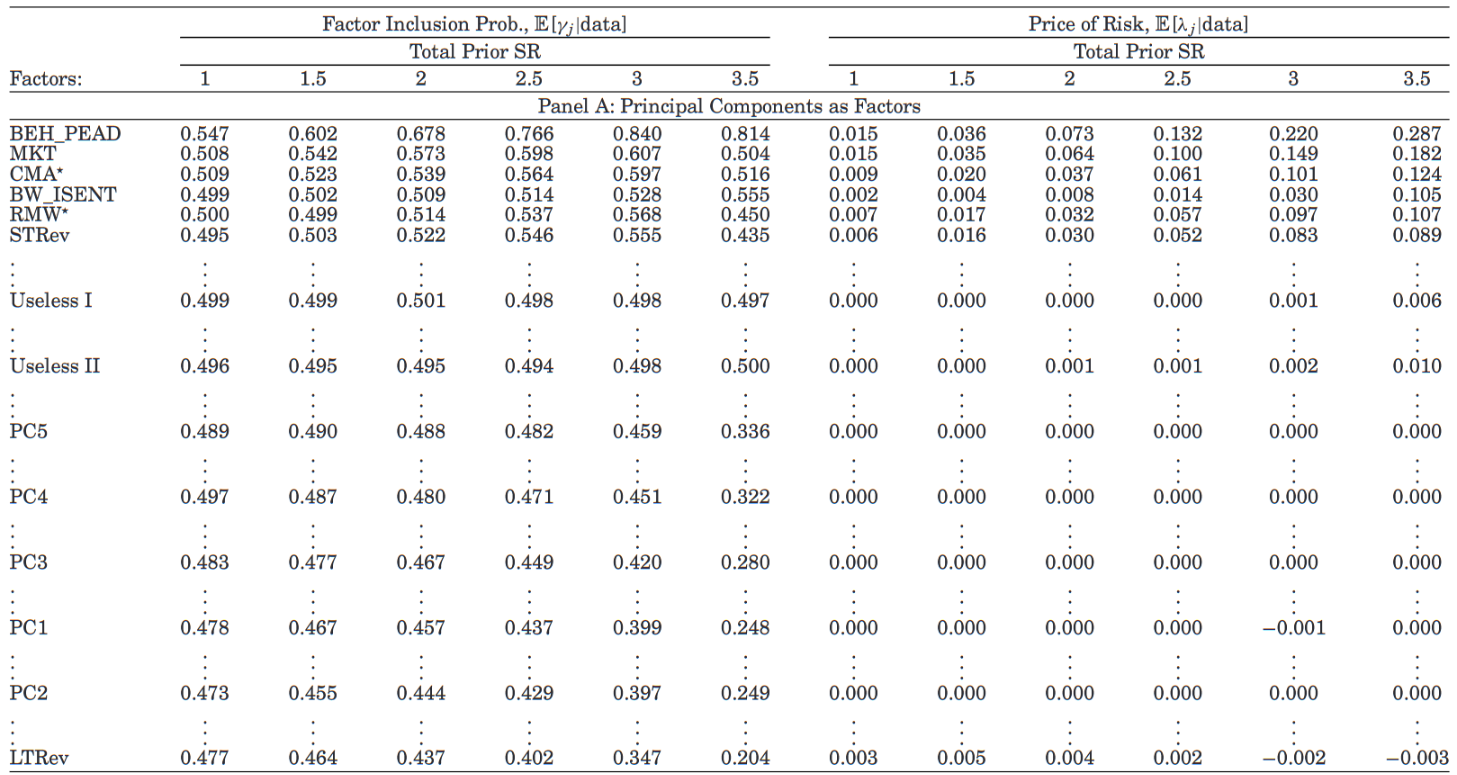 Factor Inclusion Prob., 𝔼[γj|data] Price of Risk, 𝔼[λj|data]
Total Prior SR Total Prior SR
Factors: 1 1.5 2 2.5 3 3.5 1 1.5 2 2.5 3 3.5
Panel A: Principal Components as Factors
BEH_PEAD 0.547 0.602 0.678 0.766 0.840 0.814 0.015 0.036 0.073 0.132 0.220 0.287
MKT 0.508 0.542 0.573 0.598 0.607 0.504 0.015 0.035 0.064 0.100 0.149 0.182
CMA* 0.509 0.523 0.539 0.564 0.597 0.516 0.009 0.020 0.037 0.061 0.101 0.124
BW_ISENT 0.499 0.502 0.509 0.514 0.528 0.555 0.002 0.004 0.008 0.014 0.030 0.105
RMW* 0.500 0.499 0.514 0.537 0.568 0.450 0.007 0.017 0.032 0.057 0.097 0.107
STRev 0.495 0.503 0.522 0.546 0.555 0.435 0.006 0.016 0.030 0.052 0.083 0.089
⋮ ⋮ ⋮ ⋮ ⋮ ⋮ ⋮ ⋮ ⋮ ⋮ ⋮ ⋮ ⋮
Useless I 0.499 0.499 0.501 0.498 0.498 0.497 0.000 0.000 0.000 0.000 0.001 0.006
⋮ ⋮ ⋮ ⋮ ⋮ ⋮ ⋮ ⋮ ⋮ ⋮ ⋮ ⋮ ⋮
Useless II 0.496 0.495 0.495 0.494 0.498 0.500 0.000 0.000 0.001 0.001 0.002 0.010
⋮ ⋮ ⋮ ⋮ ⋮ ⋮ ⋮ ⋮ ⋮ ⋮ ⋮ ⋮ ⋮
PC5 0.489 0.490 0.488 0.482 0.459 0.336 0.000 0.000 0.000 0.000 0.000 0.000
⋮ ⋮ ⋮ ⋮ ⋮ ⋮ ⋮ ⋮ ⋮ ⋮ ⋮ ⋮ ⋮
PC4 0.497 0.487 0.480 0.471 0.451 0.322 0.000 0.000 0.000 0.000 0.000 0.000
⋮ ⋮ ⋮ ⋮ ⋮ ⋮ ⋮ ⋮ ⋮ ⋮ ⋮ ⋮ ⋮
PC3 0.483 0.477 0.467 0.449 0.420 0.280 0.000 0.000 0.000 0.000 0.000 0.000
⋮ ⋮ ⋮ ⋮ ⋮ ⋮ ⋮ ⋮ ⋮ ⋮ ⋮ ⋮ ⋮
PC1 0.478 0.467 0.457 0.437 0.399 0.248 0.000 0.000 0.000 0.000 −0.001 0.000
⋮ ⋮ ⋮ ⋮ ⋮ ⋮ ⋮ ⋮ ⋮ ⋮ ⋮ ⋮ ⋮
PC2 0.473 0.455 0.444 0.429 0.397 0.249 0.000 0.000 0.000 0.000 0.000 0.000
⋮ ⋮ ⋮ ⋮ ⋮ ⋮ ⋮ ⋮ ⋮ ⋮ ⋮ ⋮ ⋮
LTRev 0.477 0.464 0.437 0.402 0.347 0.204 0.003 0.005 0.004 0.002 −0.002 −0.003